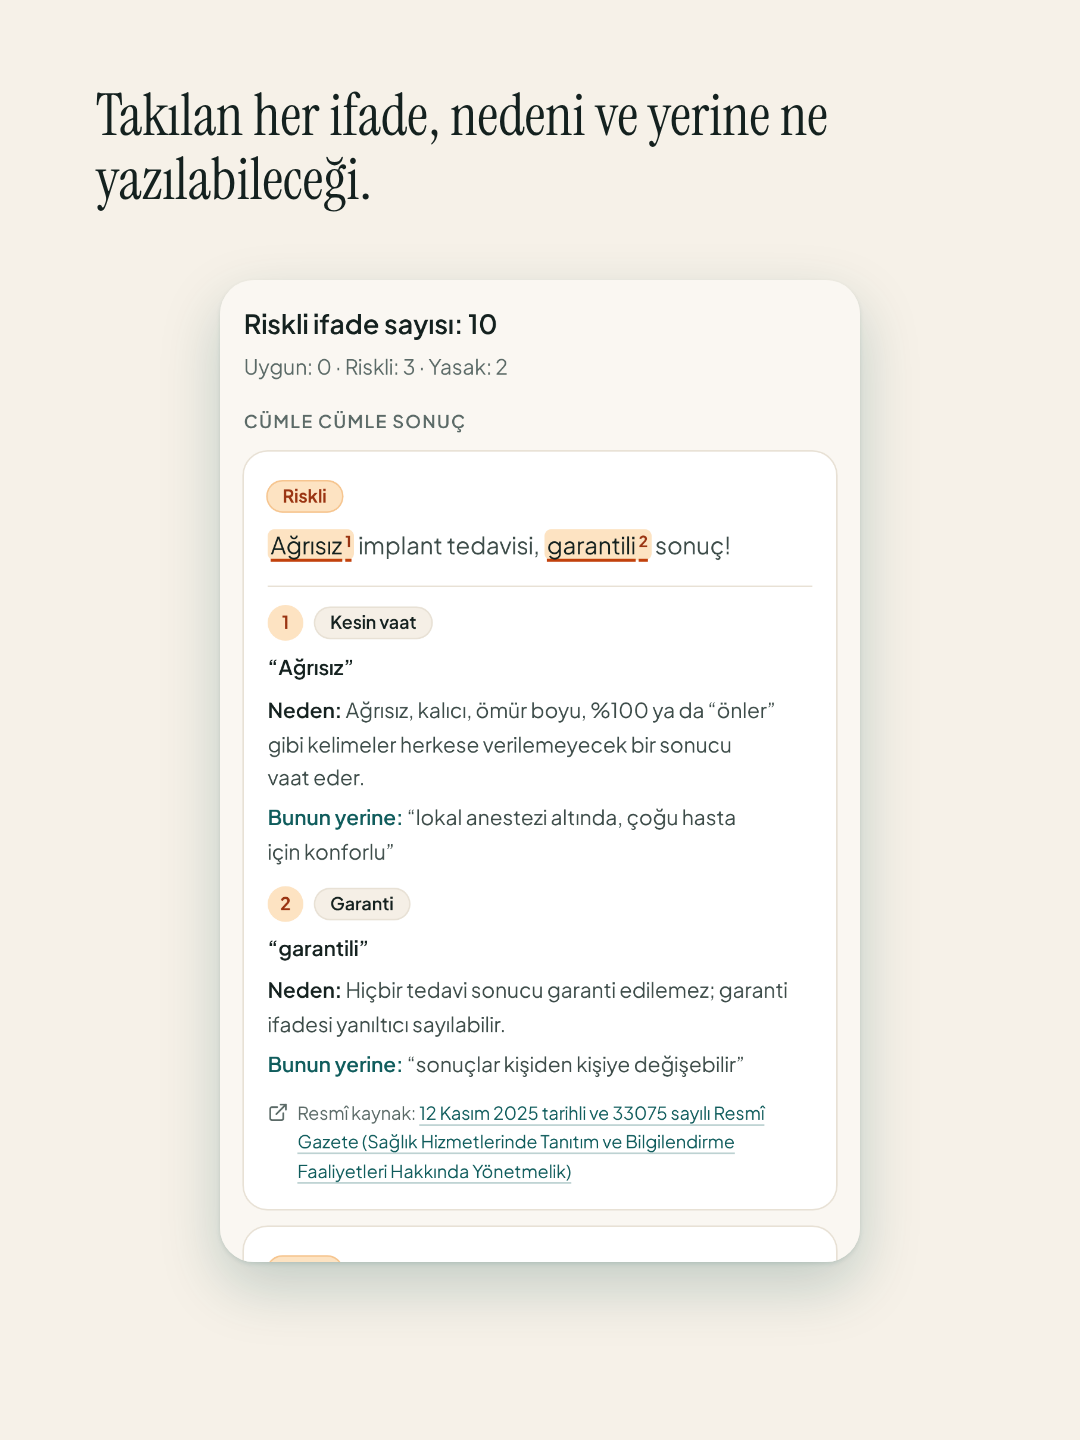 Takılan her ifade, nedeni ve yerine ne
yazılabileceği.
Riskli ifade sayısı: 10
Uygun: 0 · Riskli: 3 · Yasak: 2
CÜMLE CÜMLE SONUÇ
Riskli
Ağrısız 1 implant tedavisi, garantili 2 sonuç!
1 Kesin vaat
“Ağrısız”
Neden: Ağrısız, kalıcı, ömür boyu, %100 ya da “önler”
gibi kelimeler herkese verilemeyecek bir sonucu
vaat eder.
Bunun yerine: “lokal anestezi altında, çoğu hasta
için konforlu”
2 Garanti
“garantili”
Neden: Hiçbir tedavi sonucu garanti edilemez; garanti
ifadesi yanıltıcı sayılabilir.
Bunun yerine: “sonuçlar kişiden kişiye değişebilir”
Resmî kaynak: 12 Kasım 2025 tarihli ve 33075 sayılı Resmî
Gazete (Sağlık Hizmetlerinde Tanıtım ve Bilgilendirme
Faaliyetleri Hakkında Yönetmelik)